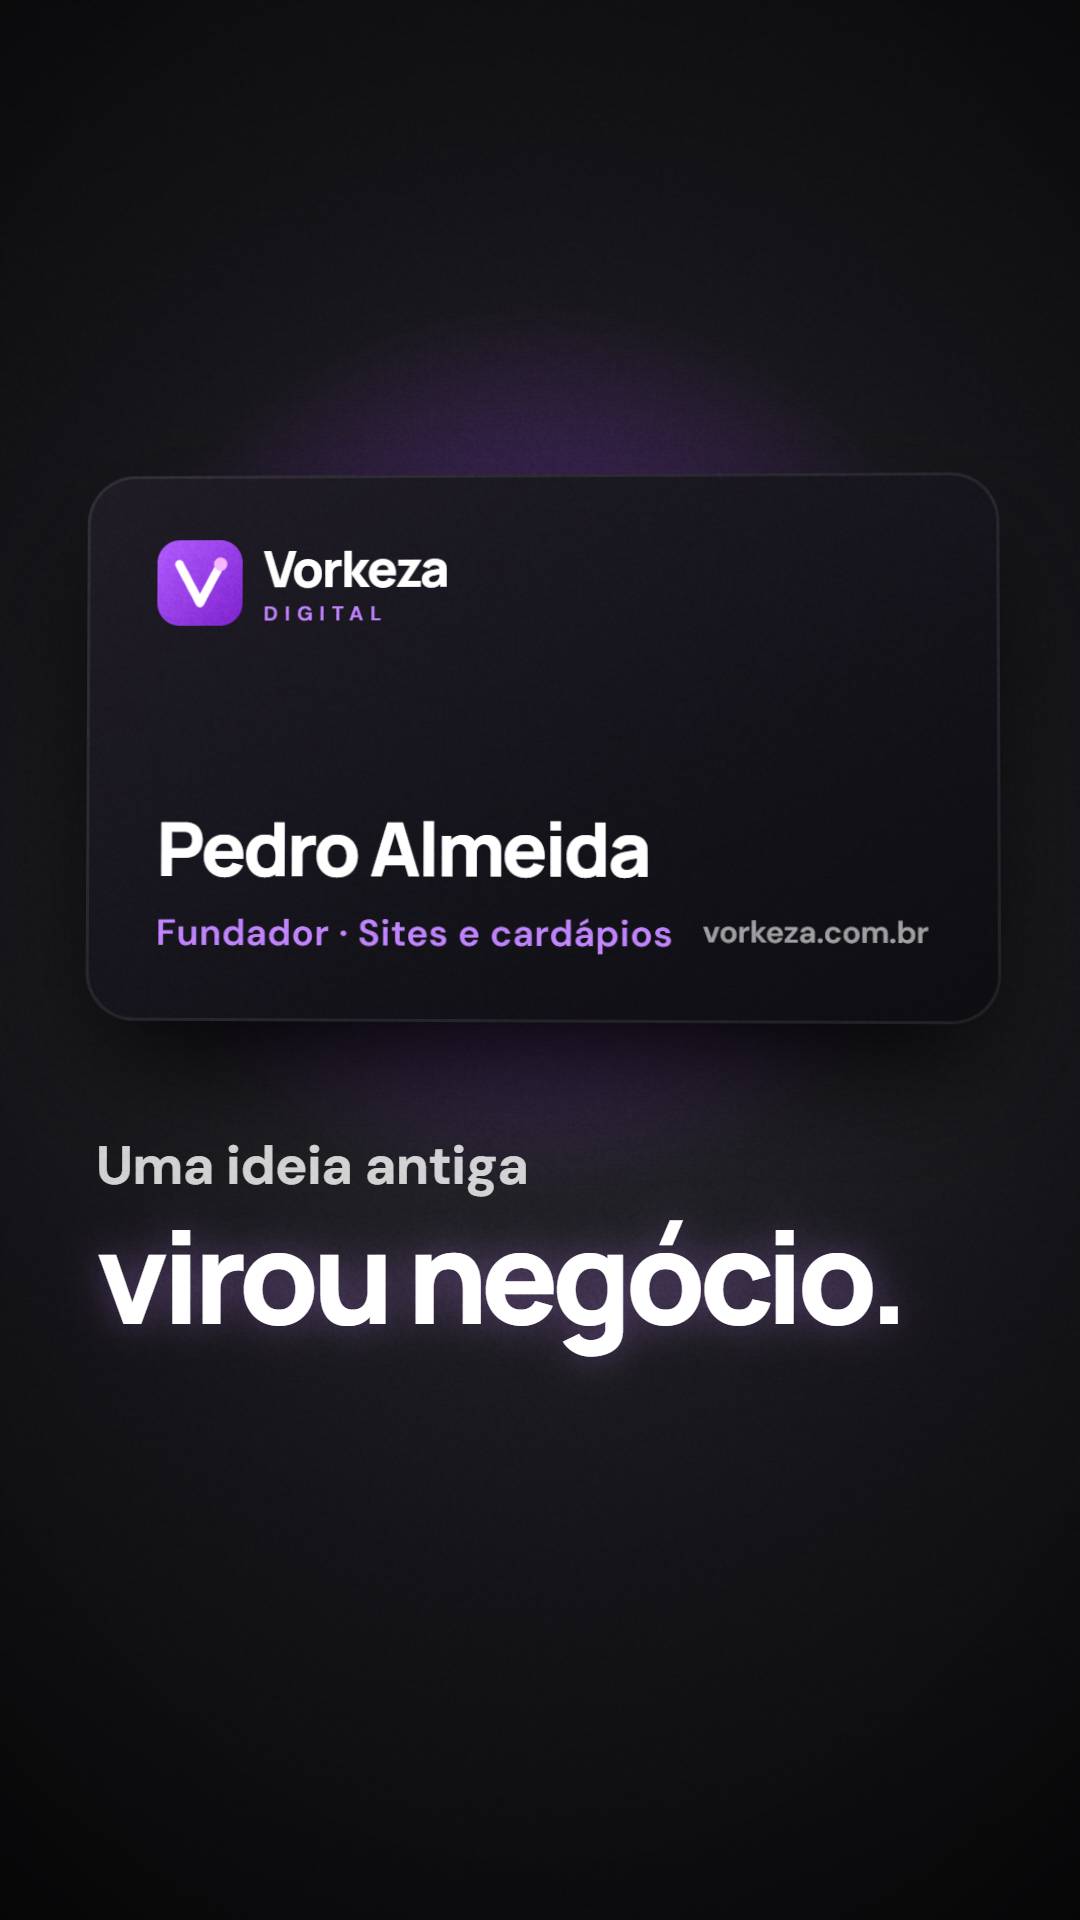 Vorkeza
DIGITAL
Pedro Almeida
Fundador · Sites e cardápios
vorkeza.com.br
Uma ideia antiga
virou negócio.